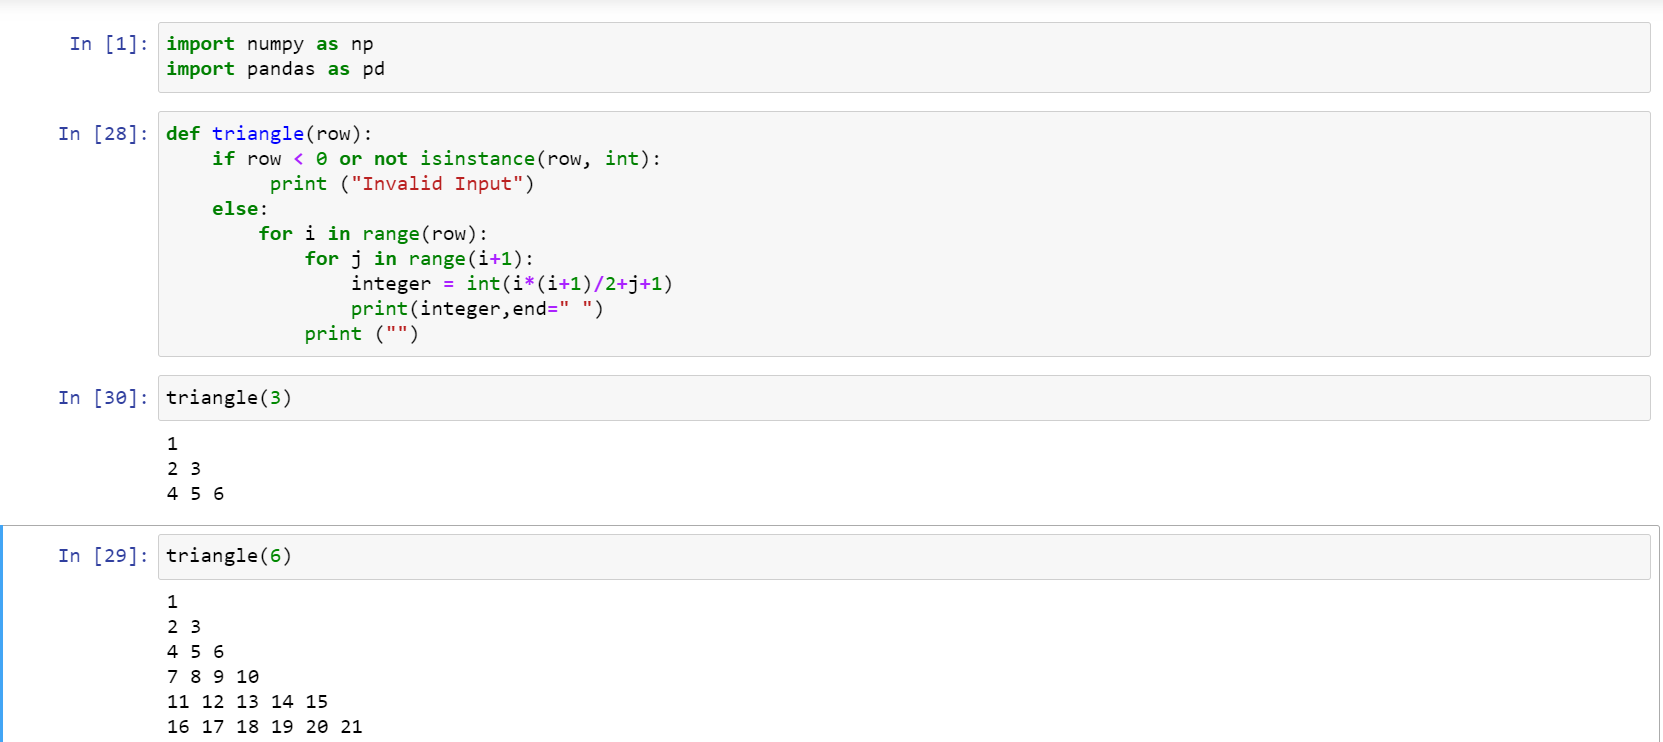 In [1]: import numpy as np
import pandas as pd
In [28]: def triangle(row):
    if row < 0 or not isinstance(row, int):
         print ("Invalid Input")
    else:
        for i in range(row):
            for j in range(i+1):
                integer = int(i*(i+1)/2+j+1)
                print(integer,end=" ")
            print ("")
In [30]: triangle(3)
1
2 3
4 5 6
In [29]: triangle(6)
1
2 3
4 5 6
7 8 9 10
11 12 13 14 15
16 17 18 19 20 21